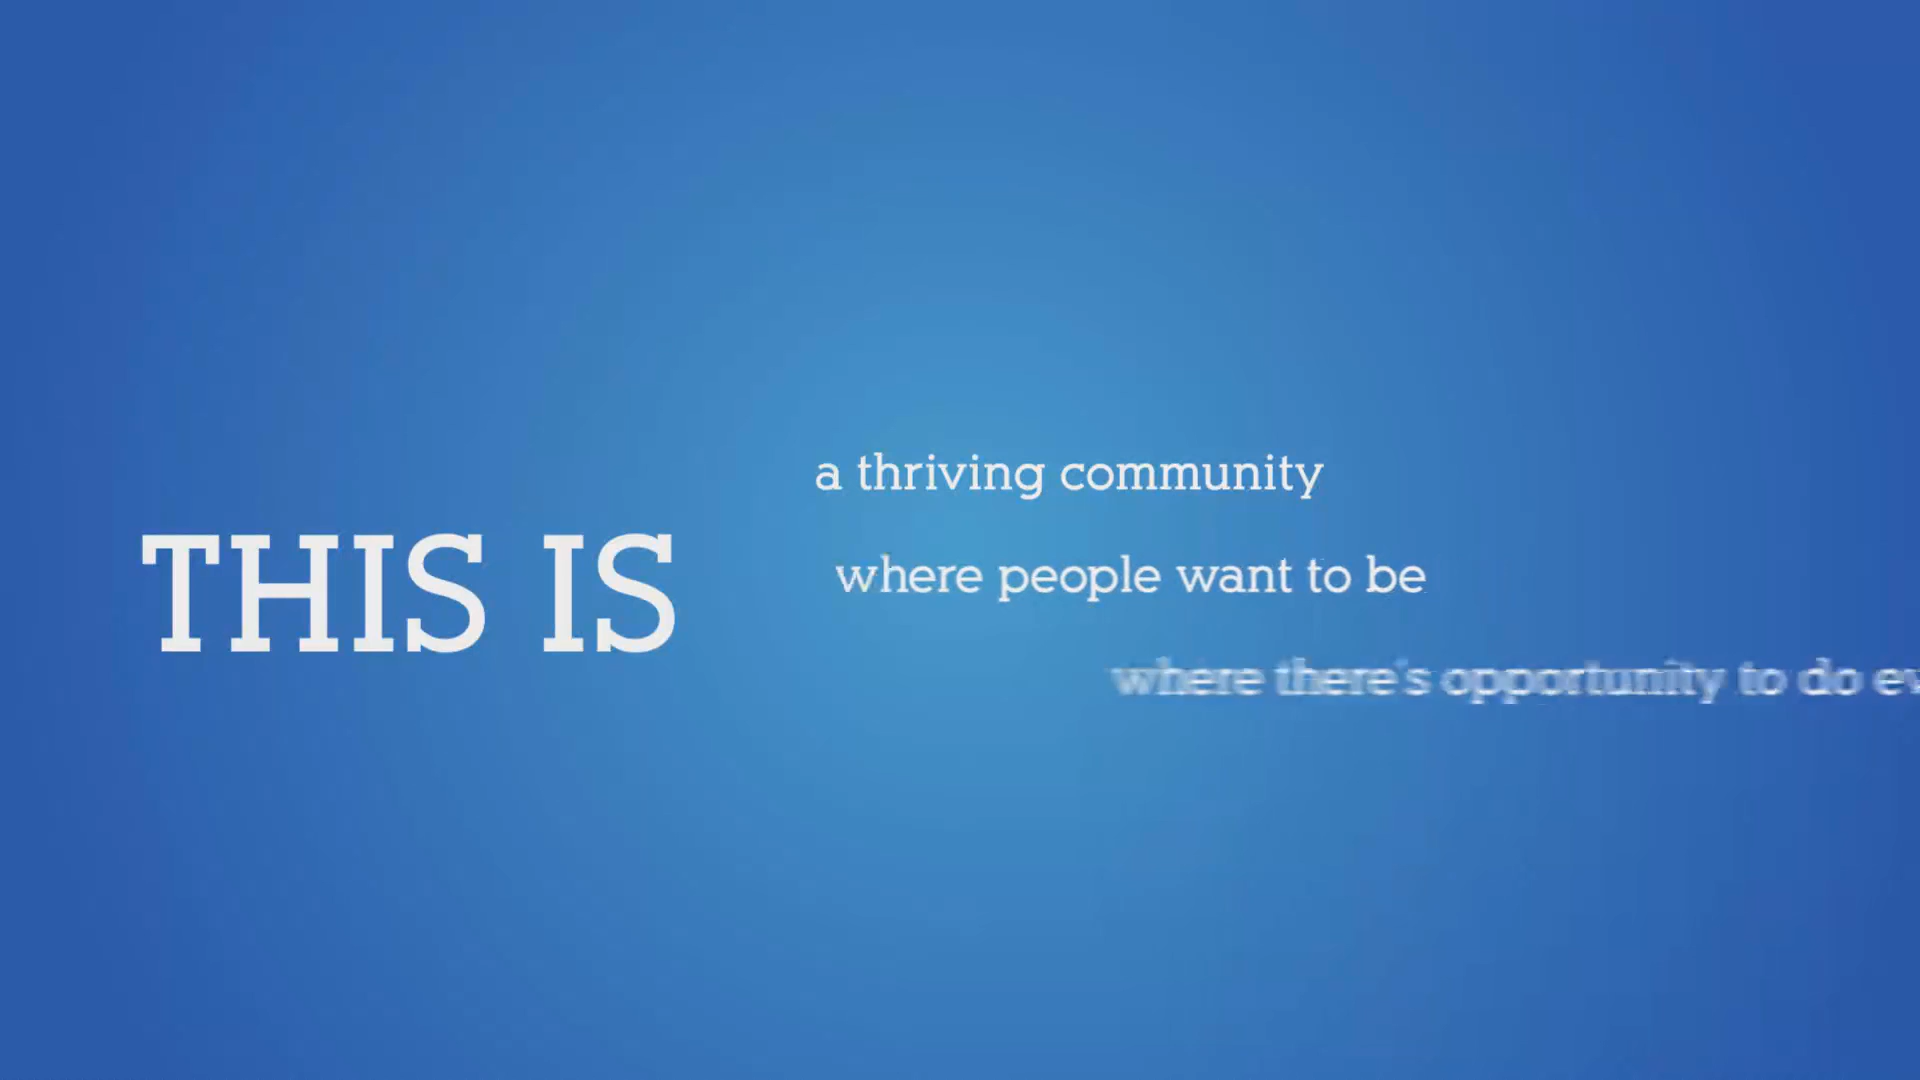 THIS IS
a thriving community
where people want to be
where there's opportunity to do